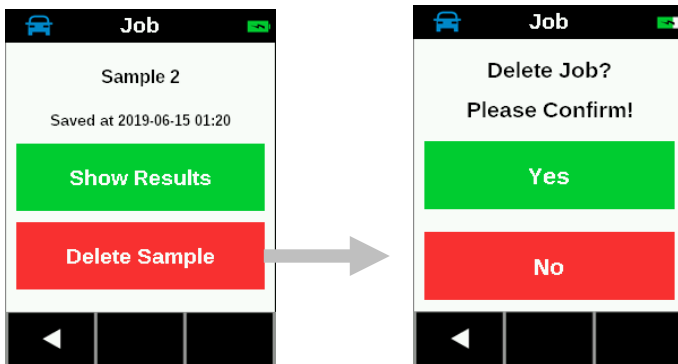 Job
Sample 2
Saved at 2019-06-15 01:20
Show Results
Delete Sample
Job
Delete Job?
Please Confirm!
Yes
No